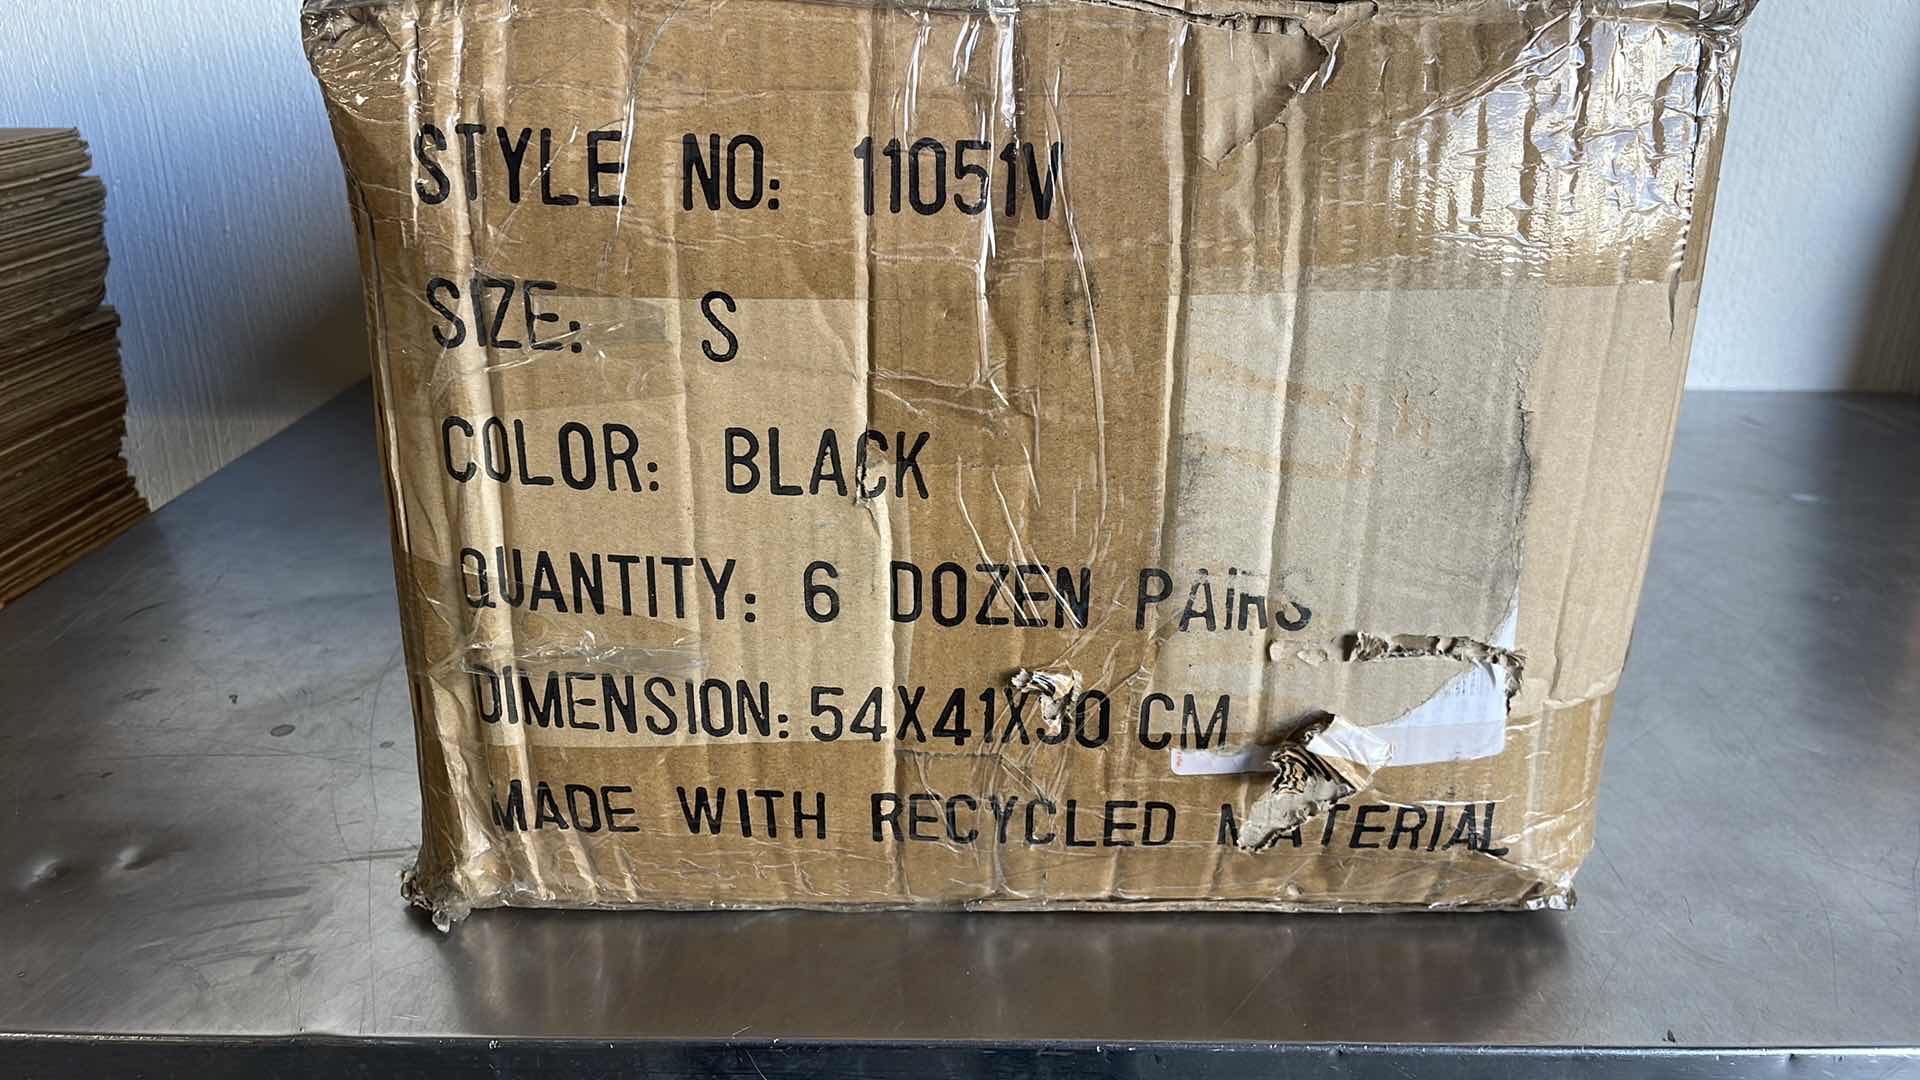 STYLE NO: 11051V
SIZE: S
COLOR: BLACK
QUANTITY: 6 DOZEN PAIRS
DIMENSION: 54X41X30 CM
MADE WITH RECYCLED MATERIAL